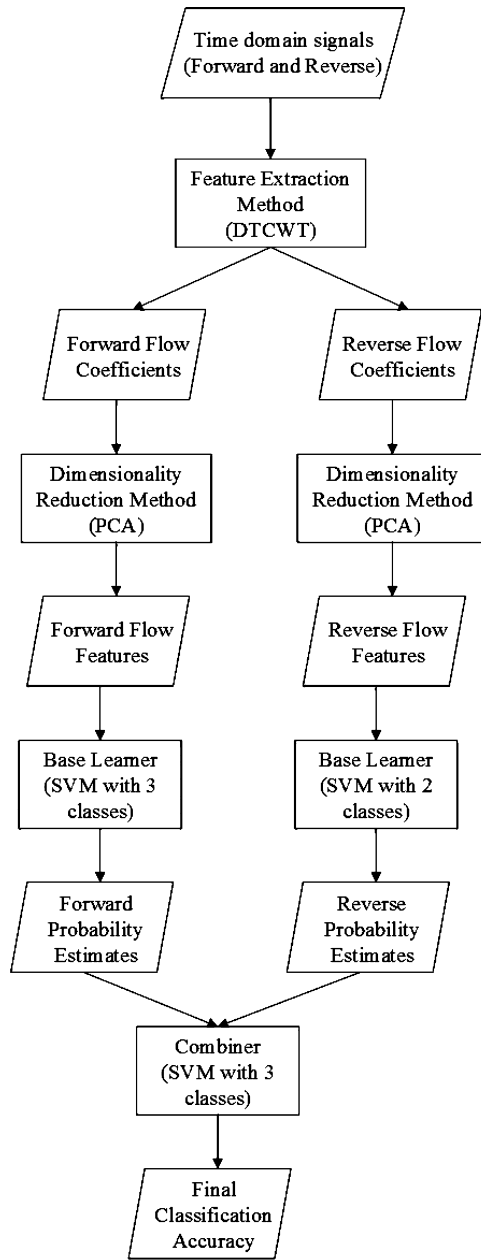 Time domain signals
(Forward and Reverse)
Feature Extraction
Method
(DTCWT)
Forward Flow
Coefficients
Reverse Flow
Coefficients
Dimensionality
Reduction Method
(PCA)
Dimensionality
Reduction Method
(PCA)
Forward Flow
Features
Reverse Flow
Features
Base Learner
(SVM with 3
classes)
Base Learner
(SVM with 2
classes)
Forward
Probability
Estimates
Reverse
Probability
Estimates
Combiner
(SVM with 3
classes)
Final
Classification
Accuracy